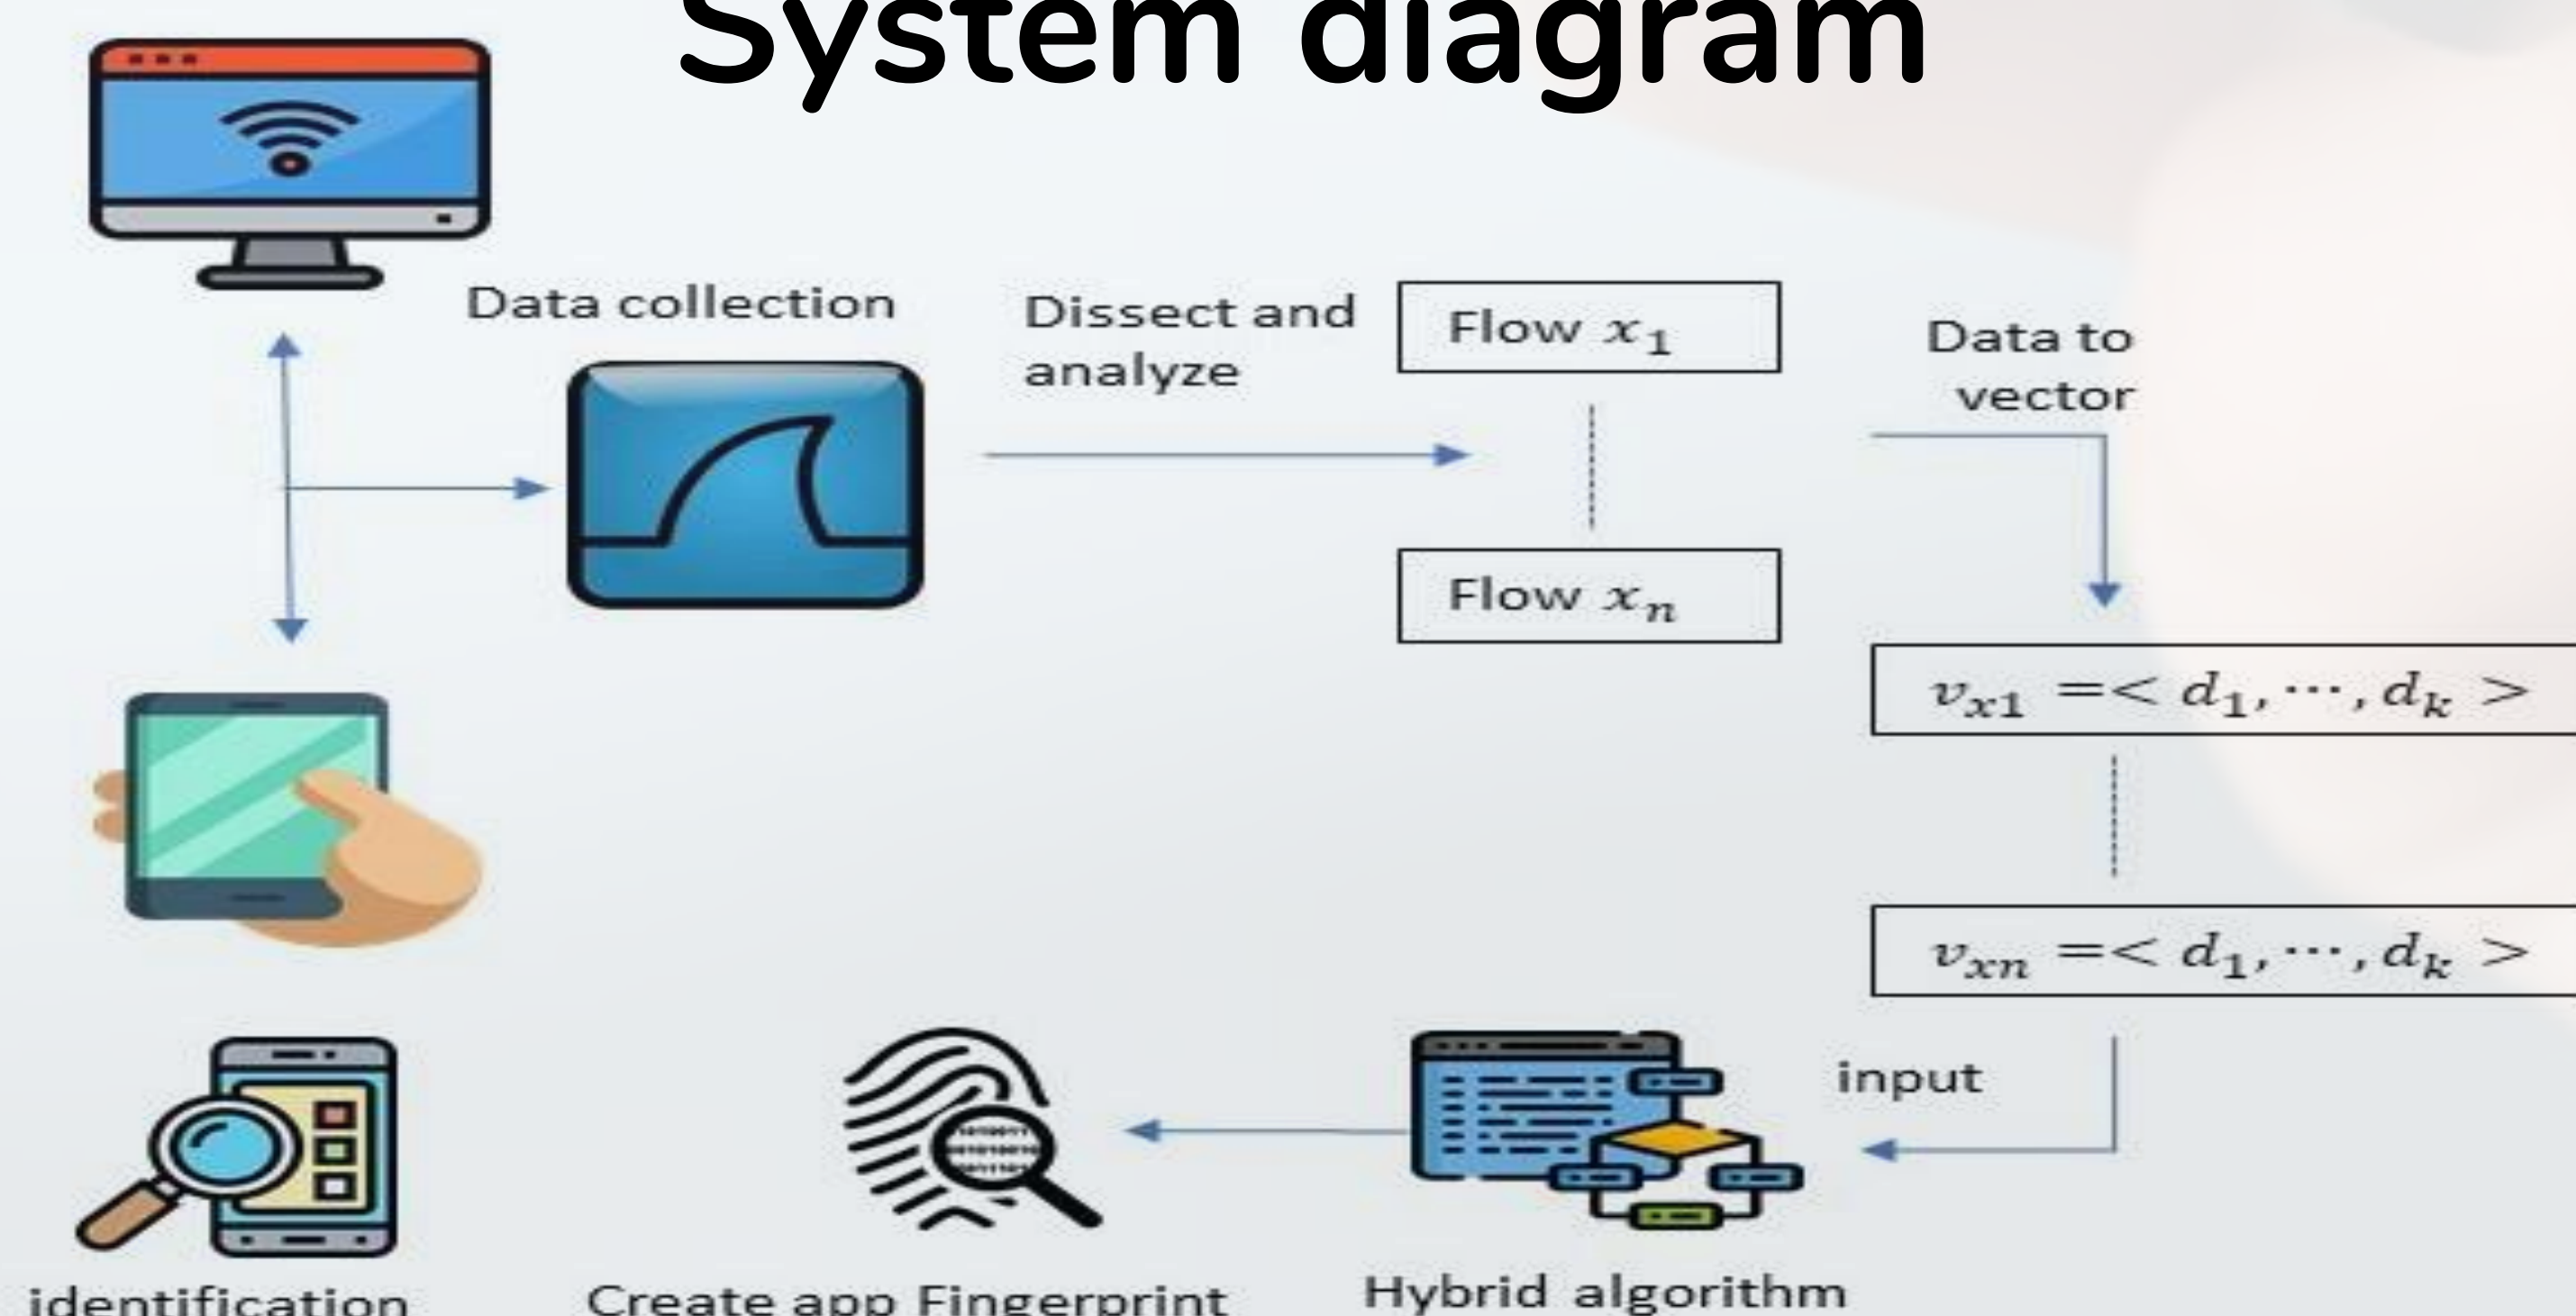 System diagram
Data collection
Dissect and
analyze
Flow x₁
Data to
vector
Flow xₙ
vₓ₁ =< d₁, ⋯, dₖ >
vₓₙ =< d₁, ⋯, dₖ >
input
identification
Create app Fingerprint
Hybrid algorithm